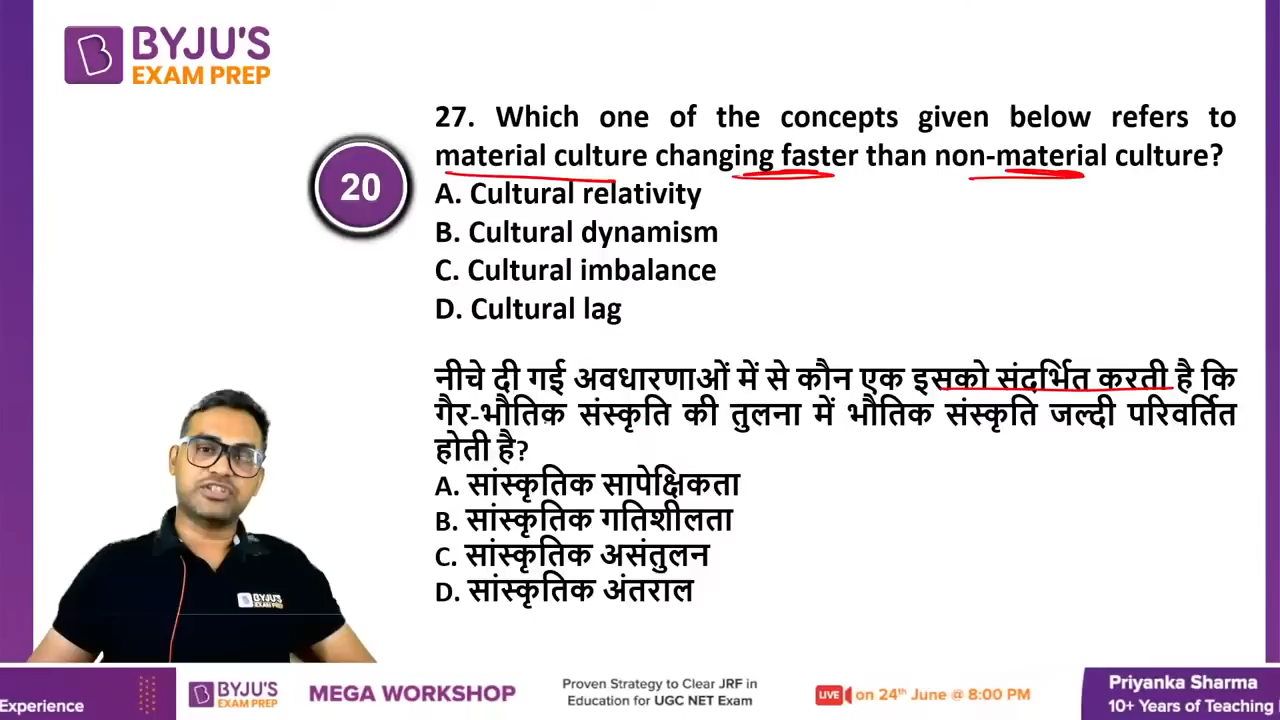 BYJU'S
EXAM PREP
27. Which one of the concepts given below refers to
material culture changing faster than non-material culture?
20
A. Cultural relativity
B. Cultural dynamism
C. Cultural imbalance
D. Cultural lag
नीचे दी गई अवधारणाओं में से कौन एक इसको संदर्भित करती है कि
गैर-भौतिक संस्कृति की तुलना में भौतिक संस्कृति जल्दी परिवर्तित
होती है?
A. सांस्कृतिक सापेक्षिकता
B. सांस्कृतिक गतिशीलता
C. सांस्कृतिक असंतुलन
D. सांस्कृतिक अंतराल
BYJU'S
EXAM PREP
Experience
BYJU'S
EXAM PREP
MEGA WORKSHOP
Proven Strategy to Clear JRF in
Education for UGC NET Exam
LIVE on 24th June @ 8:00 PM
Priyanka Sharma
10+ Years of Teaching